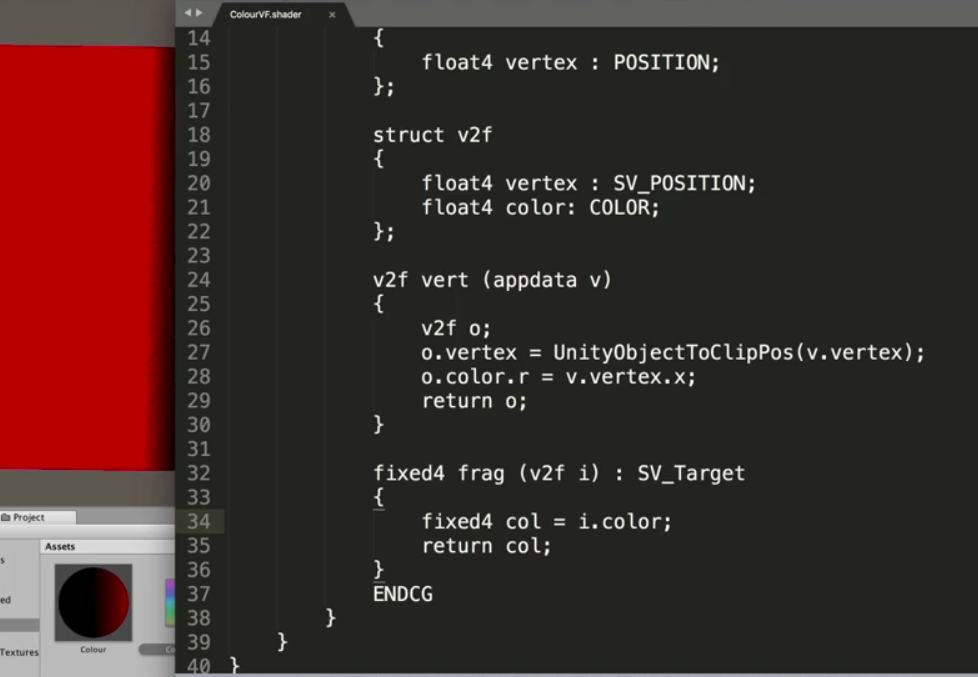 ColourVF.shader ×
14 {
15 float4 vertex : POSITION;
16 };
17
18 struct v2f
19 {
20 float4 vertex : SV_POSITION;
21 float4 color: COLOR;
22 };
23
24 v2f vert (appdata v)
25 {
26 v2f o;
27 o.vertex = UnityObjectToClipPos(v.vertex);
28 o.color.r = v.vertex.x;
29 return o;
30 }
31
32 fixed4 frag (v2f i) : SV_Target
33 {
34 fixed4 col = i.color;
35 return col;
36 }
37 ENDCG
38 }
39 }
40 }
Project
Assets
s
ed
Textures
Colour
Co